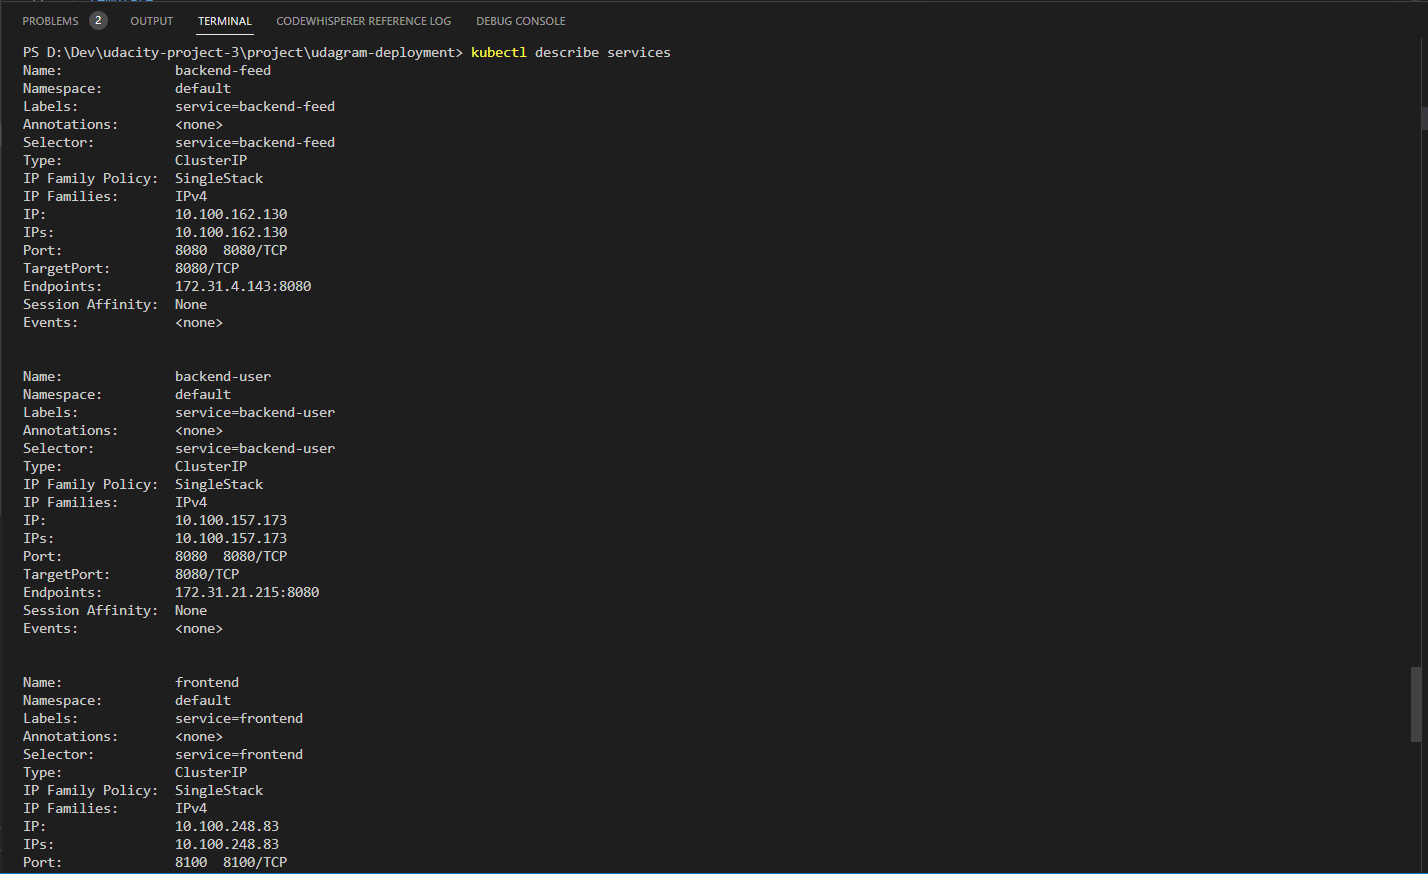 PROBLEMS 2 OUTPUT TERMINAL CODEWHISPERER REFERENCE LOG DEBUG CONSOLE
PS D:\Dev\udacity-project-3\project\udagram-deployment> kubectl describe services
Name: backend-feed
Namespace: default
Labels: service=backend-feed
Annotations: <none>
Selector: service=backend-feed
Type: ClusterIP
IP Family Policy: SingleStack
IP Families: IPv4
IP: 10.100.162.130
IPs: 10.100.162.130
Port: 8080 8080/TCP
TargetPort: 8080/TCP
Endpoints: 172.31.4.143:8080
Session Affinity: None
Events: <none>
Name: backend-user
Namespace: default
Labels: service=backend-user
Annotations: <none>
Selector: service=backend-user
Type: ClusterIP
IP Family Policy: SingleStack
IP Families: IPv4
IP: 10.100.157.173
IPs: 10.100.157.173
Port: 8080 8080/TCP
TargetPort: 8080/TCP
Endpoints: 172.31.21.215:8080
Session Affinity: None
Events: <none>
Name: frontend
Namespace: default
Labels: service=frontend
Annotations: <none>
Selector: service=frontend
Type: ClusterIP
IP Family Policy: SingleStack
IP Families: IPv4
IP: 10.100.248.83
IPs: 10.100.248.83
Port: 8100 8100/TCP